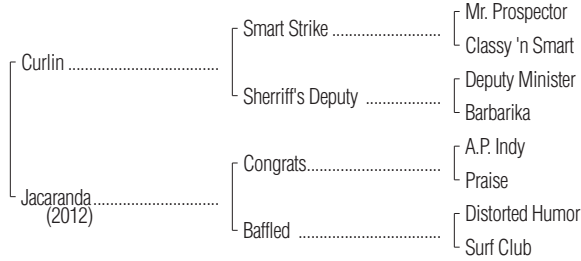 Mr. Prospector
Smart Strike
Classy 'n Smart
Curlin
Deputy Minister
Sherriff's Deputy
Barbarika
A.P. Indy
Congrats
Praise
Jacaranda
(2012)
Distorted Humor
Baffled
Surf Club